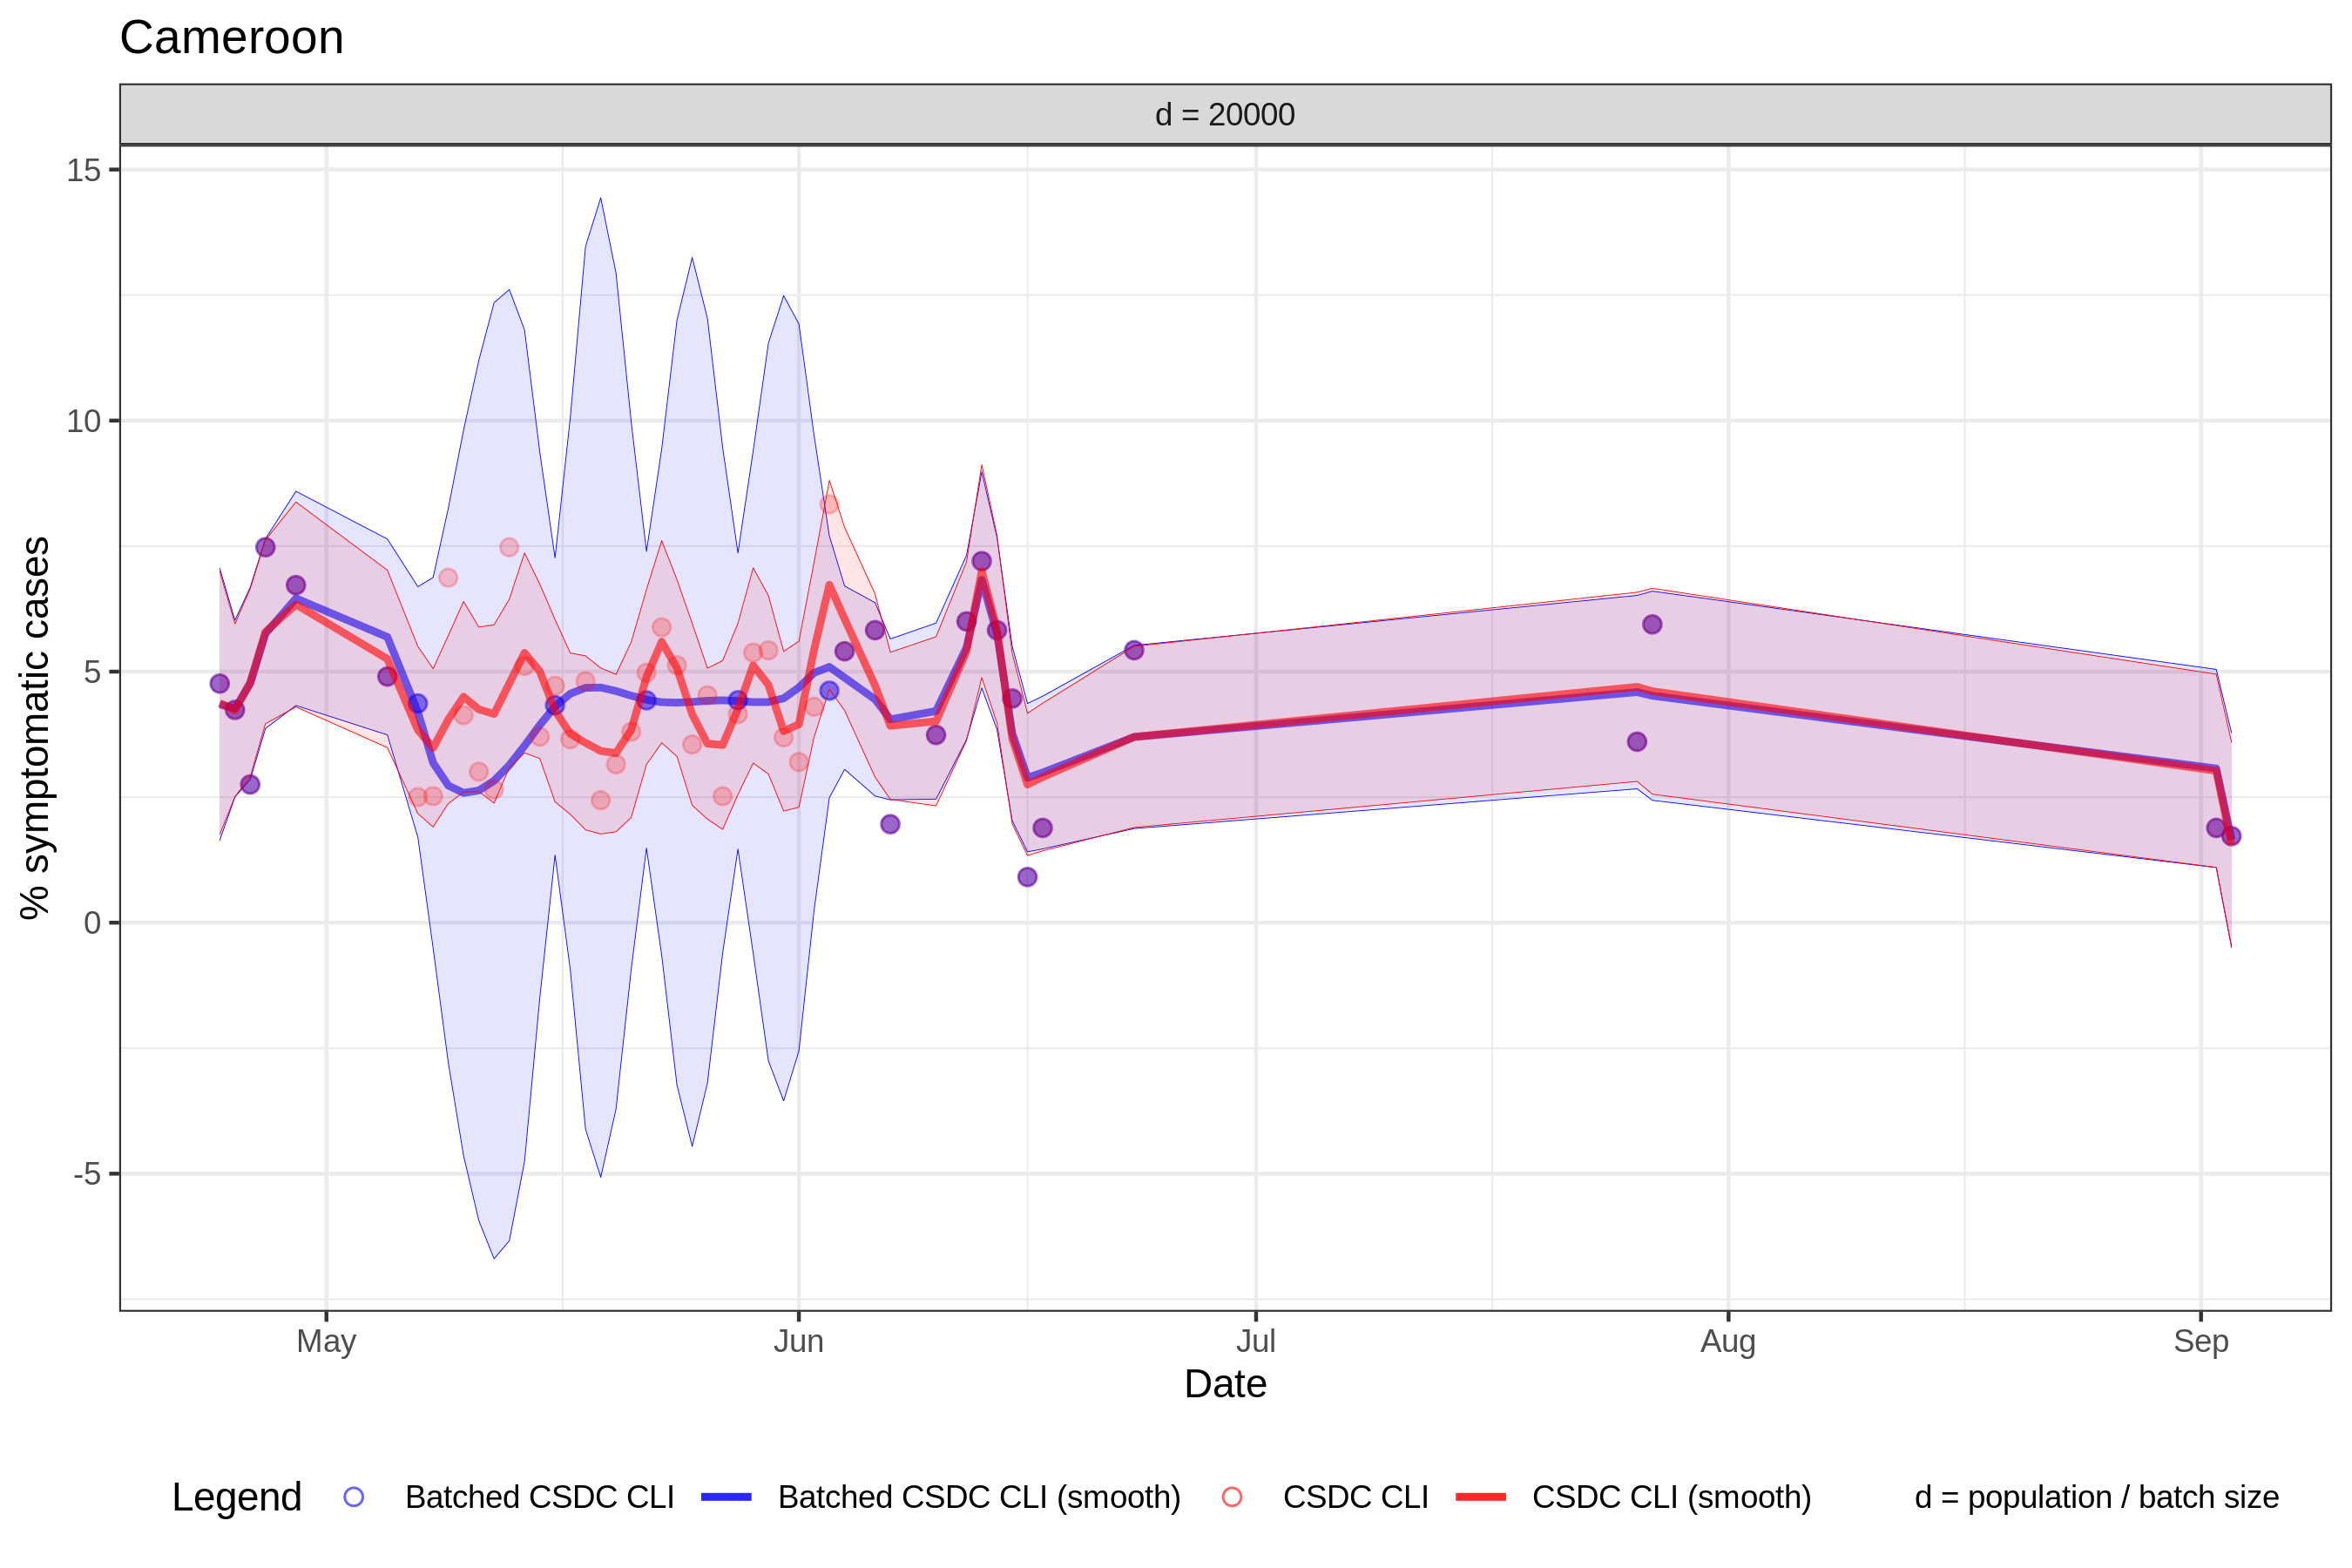 Cameroon
d = 20000
15
10
5
0
-5
% symptomatic cases
May Jun Jul Aug Sep
Date
Legend Batched CSDC CLI Batched CSDC CLI (smooth) CSDC CLI CSDC CLI (smooth) d = population / batch size